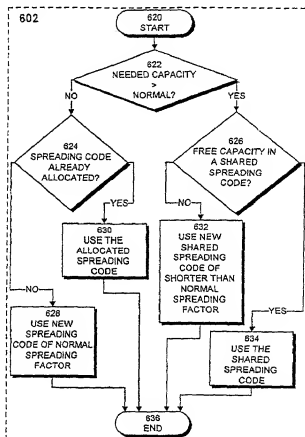 602
620
START
622
NEEDED CAPACITY
>
NORMAL?
NO
YES
624
SPREADING CODE
ALREADY
ALLOCATED?
626
FREE CAPACITY IN
A SHARED
SPREADING
CODE?
YES
NO
630
USE THE
ALLOCATED
SPREADING
CODE
632
USE NEW
SHARED
SPREADING
CODE OF
SHORTER THAN
NORMAL
SPREADING
FACTOR
NO
YES
628
USE NEW
SPREADING
CODE OF NORMAL
SPREADING
FACTOR
634
USE THE
SHARED
SPREADING
CODE
636
END